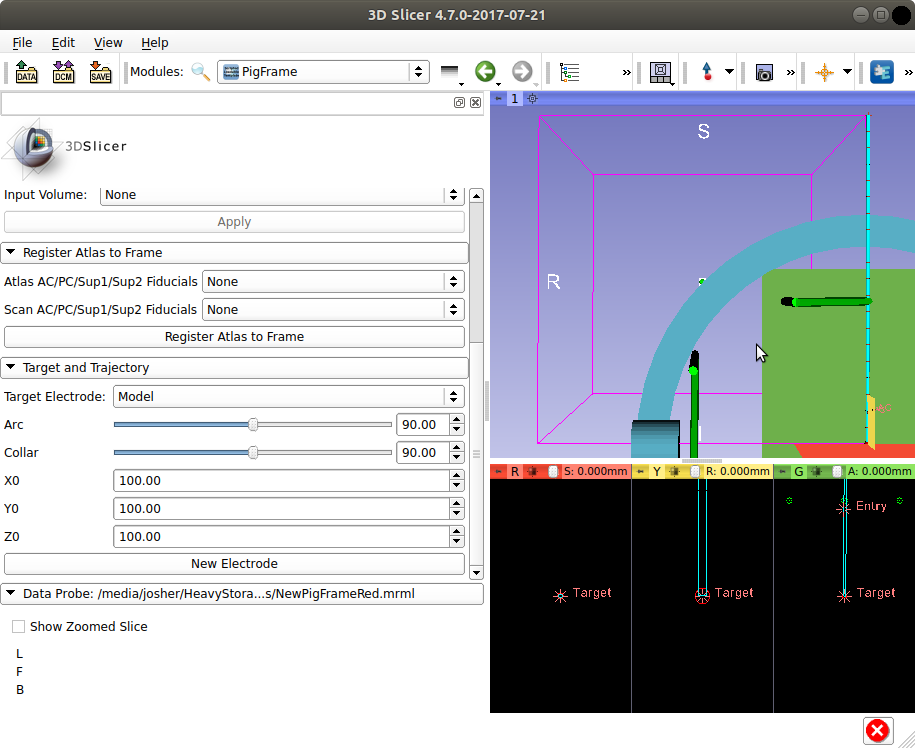 3D Slicer 4.7.0-2017-07-21
File Edit View Help
DATA DCM SAVE Modules: PigFrame
1
3DSlicer
Input Volume: None
Apply
Register Atlas to Frame
Atlas AC/PC/Sup1/Sup2 Fiducials None
Scan AC/PC/Sup1/Sup2 Fiducials None
Register Atlas to Frame
Target and Trajectory
Target Electrode: Model
Arc 90.00
Collar 90.00
X0 100.00
Y0 100.00
Z0 100.00
New Electrode
Data Probe: /media/josher/HeavyStora...s/NewPigFrameRed.mrml
Show Zoomed Slice
L
F
B
S
R
R S: 0.000mm Y R: 0.000mm G A: 0.000mm
Entry
Target Target Target